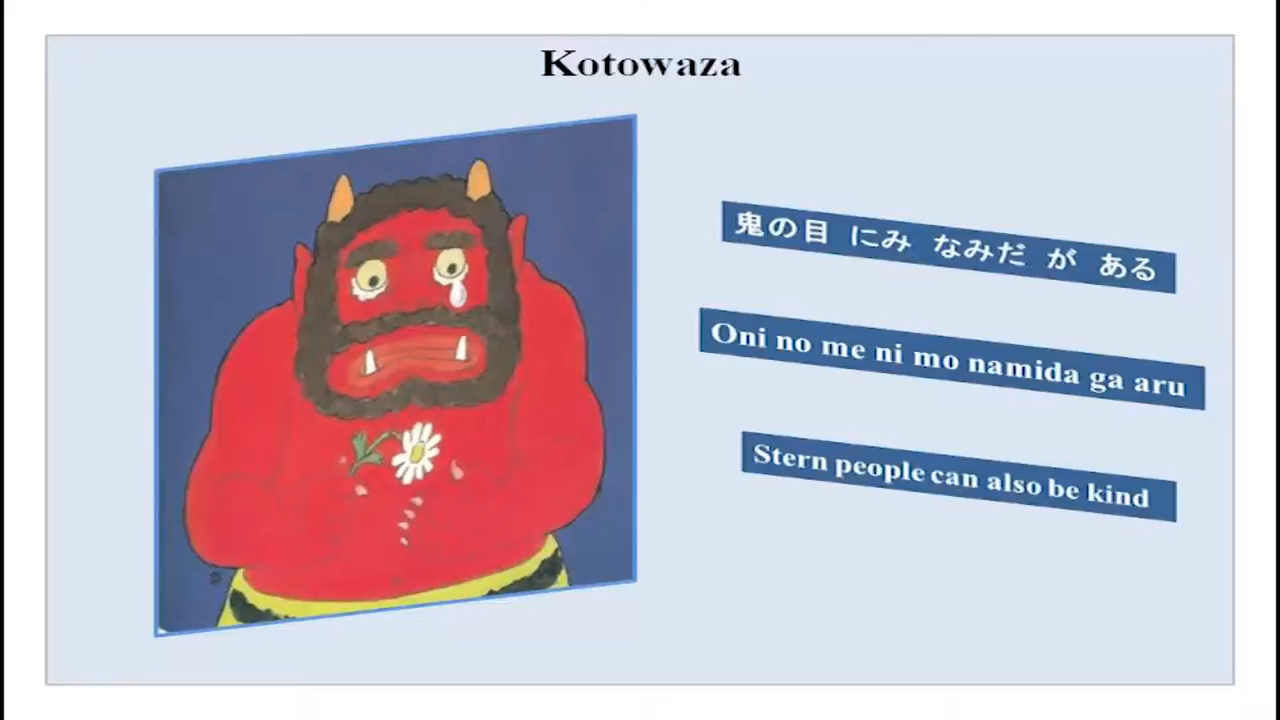 Kotowaza
鬼の目 にみ なみだ が ある
Oni no me ni mo namida ga aru
Stern people can also be kind